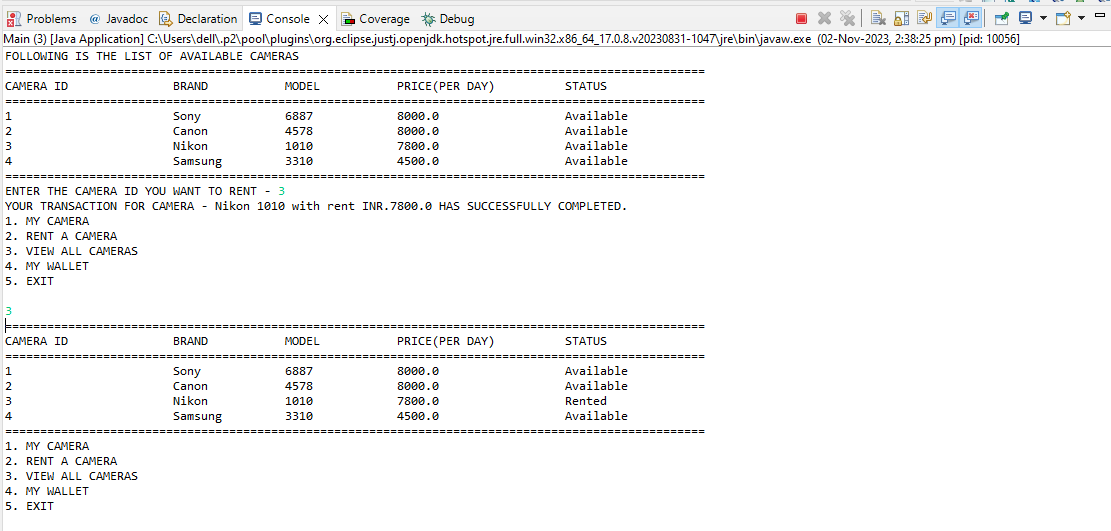 Problems @ Javadoc Declaration Console Coverage Debug
Main (3) [Java Application] C:\Users\dell\.p2\pool\plugins\org.eclipse.justj.openjdk.hotspot.jre.full.win32.x86_64_17.0.8.v20230831-1047\jre\bin\javaw.exe (02-Nov-2023, 2:38:25 pm) [pid: 10056]
FOLLOWING IS THE LIST OF AVAILABLE CAMERAS
====================================================================================================
CAMERA ID BRAND MODEL PRICE(PER DAY) STATUS
====================================================================================================
1 Sony 6887 8000.0 Available
2 Canon 4578 8000.0 Available
3 Nikon 1010 7800.0 Available
4 Samsung 3310 4500.0 Available
====================================================================================================
ENTER THE CAMERA ID YOU WANT TO RENT - 3
YOUR TRANSACTION FOR CAMERA - Nikon 1010 with rent INR.7800.0 HAS SUCCESSFULLY COMPLETED.
1. MY CAMERA
2. RENT A CAMERA
3. VIEW ALL CAMERAS
4. MY WALLET
5. EXIT
3
====================================================================================================
CAMERA ID BRAND MODEL PRICE(PER DAY) STATUS
====================================================================================================
1 Sony 6887 8000.0 Available
2 Canon 4578 8000.0 Available
3 Nikon 1010 7800.0 Rented
4 Samsung 3310 4500.0 Available
====================================================================================================
1. MY CAMERA
2. RENT A CAMERA
3. VIEW ALL CAMERAS
4. MY WALLET
5. EXIT